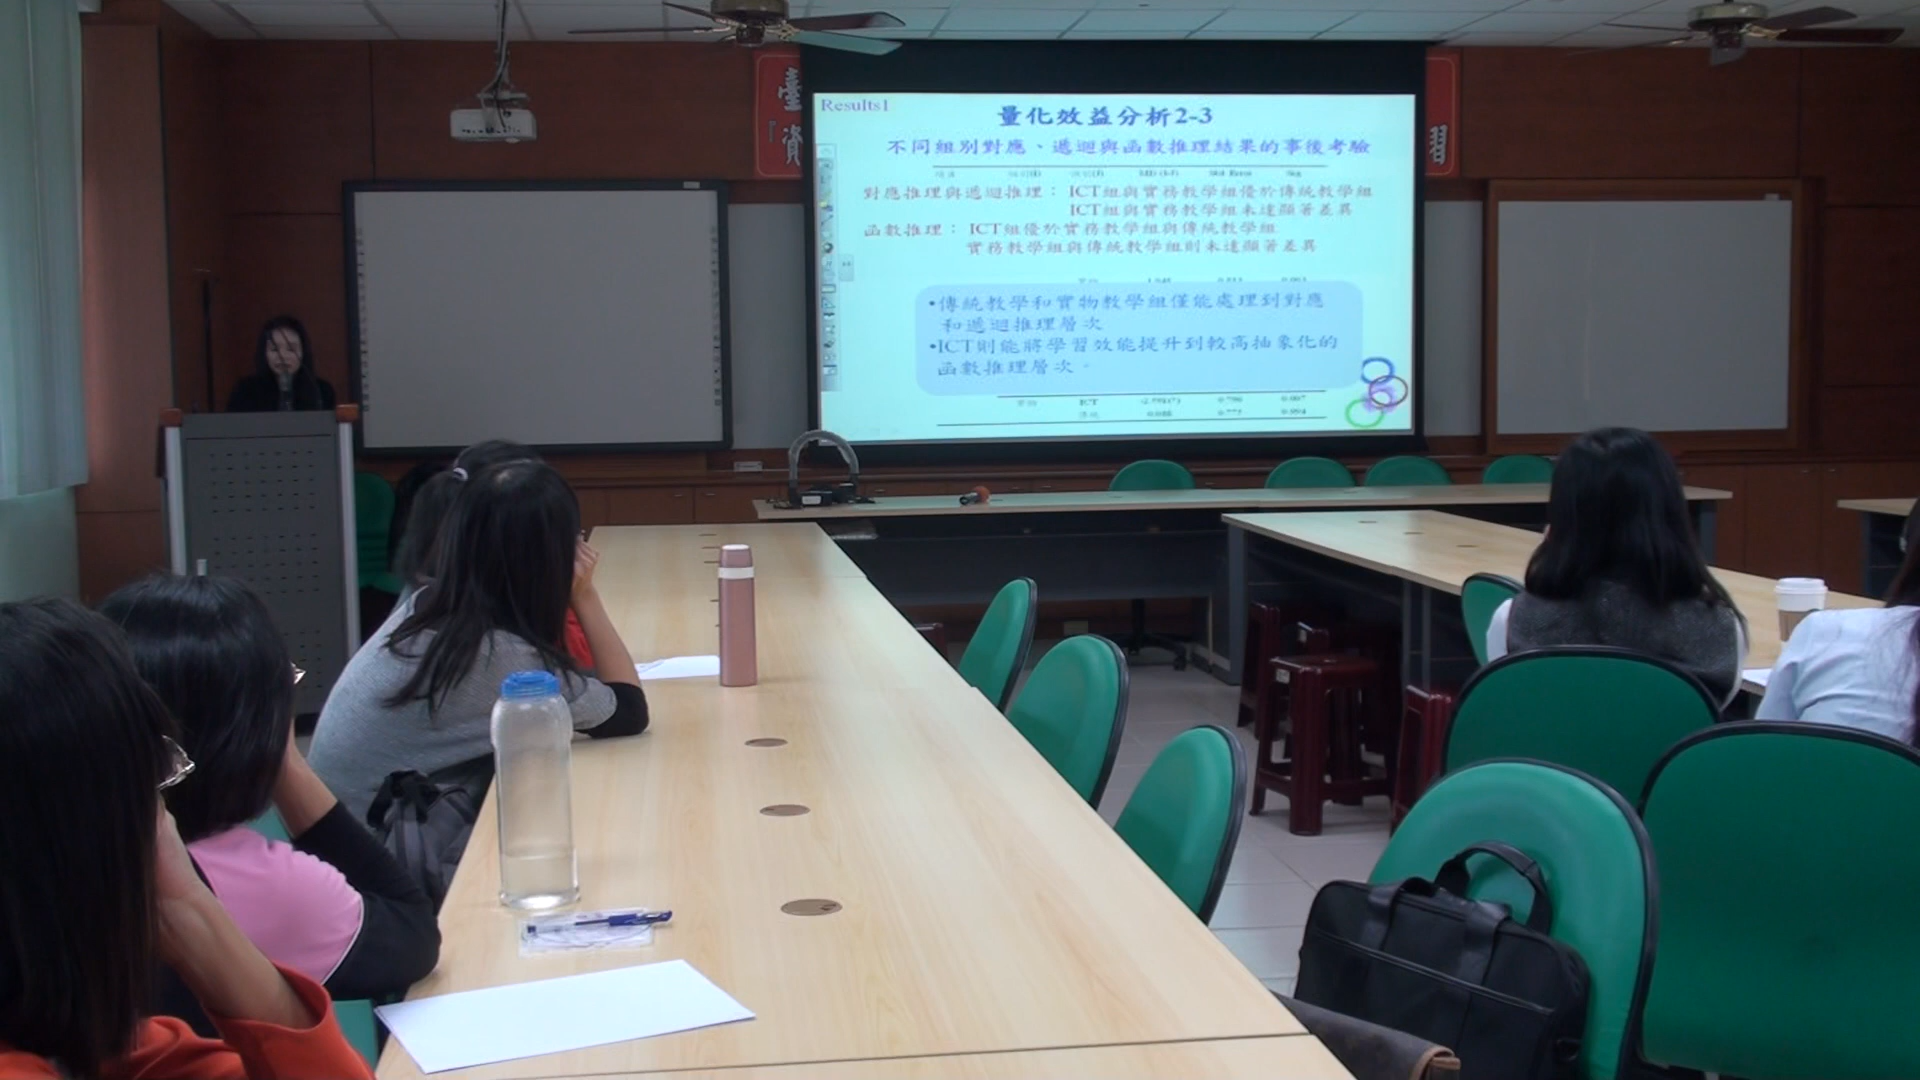 臺
『資
習
Results1
量化效益分析2-3
不同組別對應、遞迴與函數推理結果的事後考驗
對應推理與遞迴推理： ICT組與實務教學組優於傳統教學組
ICT組與實務教學組未達顯著差異
函數推理： ICT組優於實務教學組與傳統教學組
實務教學組與傳統教學組則未達顯著差異
•傳統教學和實物教學組僅能處理到對應
和遞迴推理層次
•ICT則能將學習效能提升到較高抽象化的
函數推理層次。
ICT